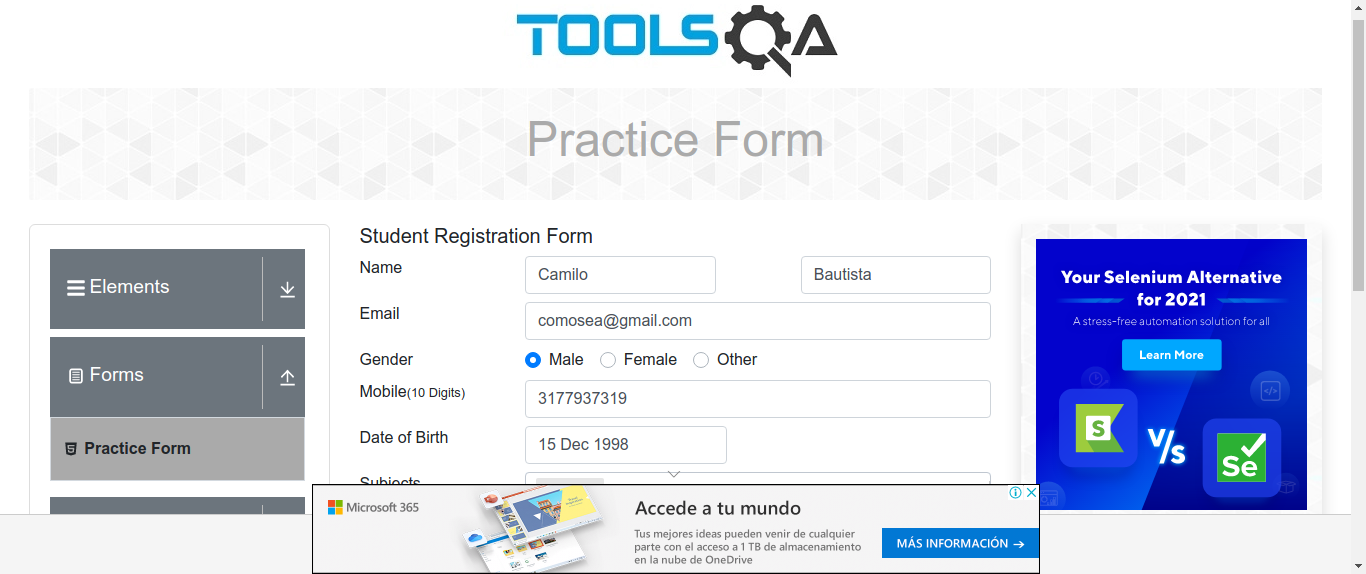 TOOLSQA
Practice Form
Elements
Forms
Practice Form
Student Registration Form
Name
Camilo
Bautista
Email
comosea@gmail.com
Gender
Male
Female
Other
Mobile(10 Digits)
3177937319
Date of Birth
15 Dec 1998
Subjects
Your Selenium Alternative
for 2021
A stress-free automation solution for all
Learn More
S
V/s
Se
Microsoft 365
Accede a tu mundo
Tus mejores ideas pueden venir de cualquier
parte con el acceso a 1 TB de almacenamiento
en la nube de OneDrive
MÁS INFORMACIÓN →